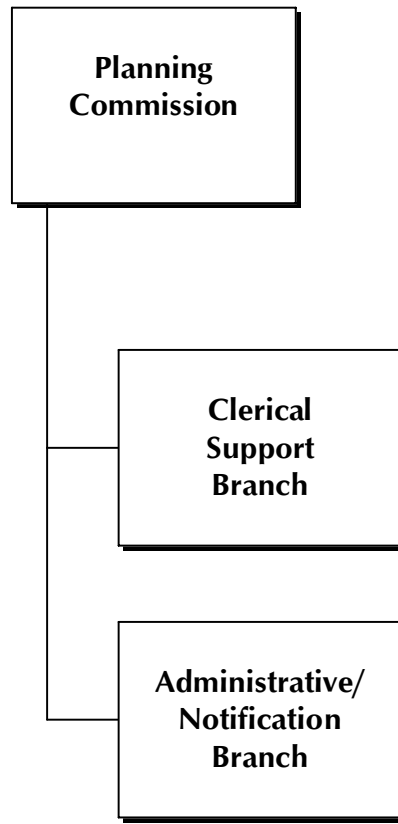 Planning
Commission
Clerical
Support
Branch
Administrative/
Notification
Branch